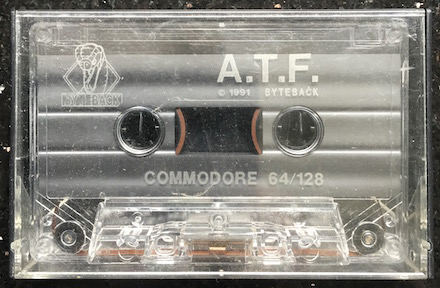 A.T.F.
© 1991 BYTEBACK
BYTEBACK
COMMODORE 64/128